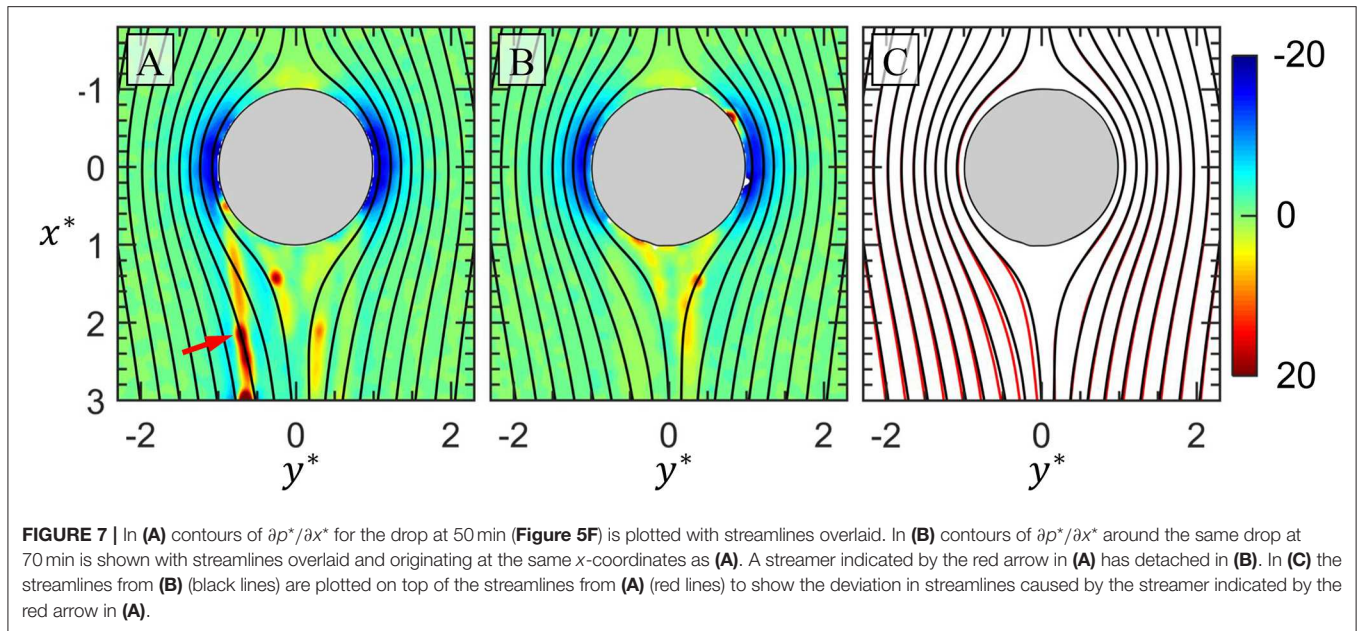 A
B
C
-1
0
1
2
3
x*
-2 0 2
-2 0 2
-2 0 2
y*
y*
y*
-20
0
20
FIGURE 7 | In (A) contours of ∂p*/∂x* for the drop at 50 min (Figure 5F) is plotted with streamlines overlaid. In (B) contours of ∂p*/∂x* around the same drop at
70 min is shown with streamlines overlaid and originating at the same x-coordinates as (A). A streamer indicated by the red arrow in (A) has detached in (B). In (C) the
streamlines from (B) (black lines) are plotted on top of the streamlines from (A) (red lines) to show the deviation in streamlines caused by the streamer indicated by the
red arrow in (A).